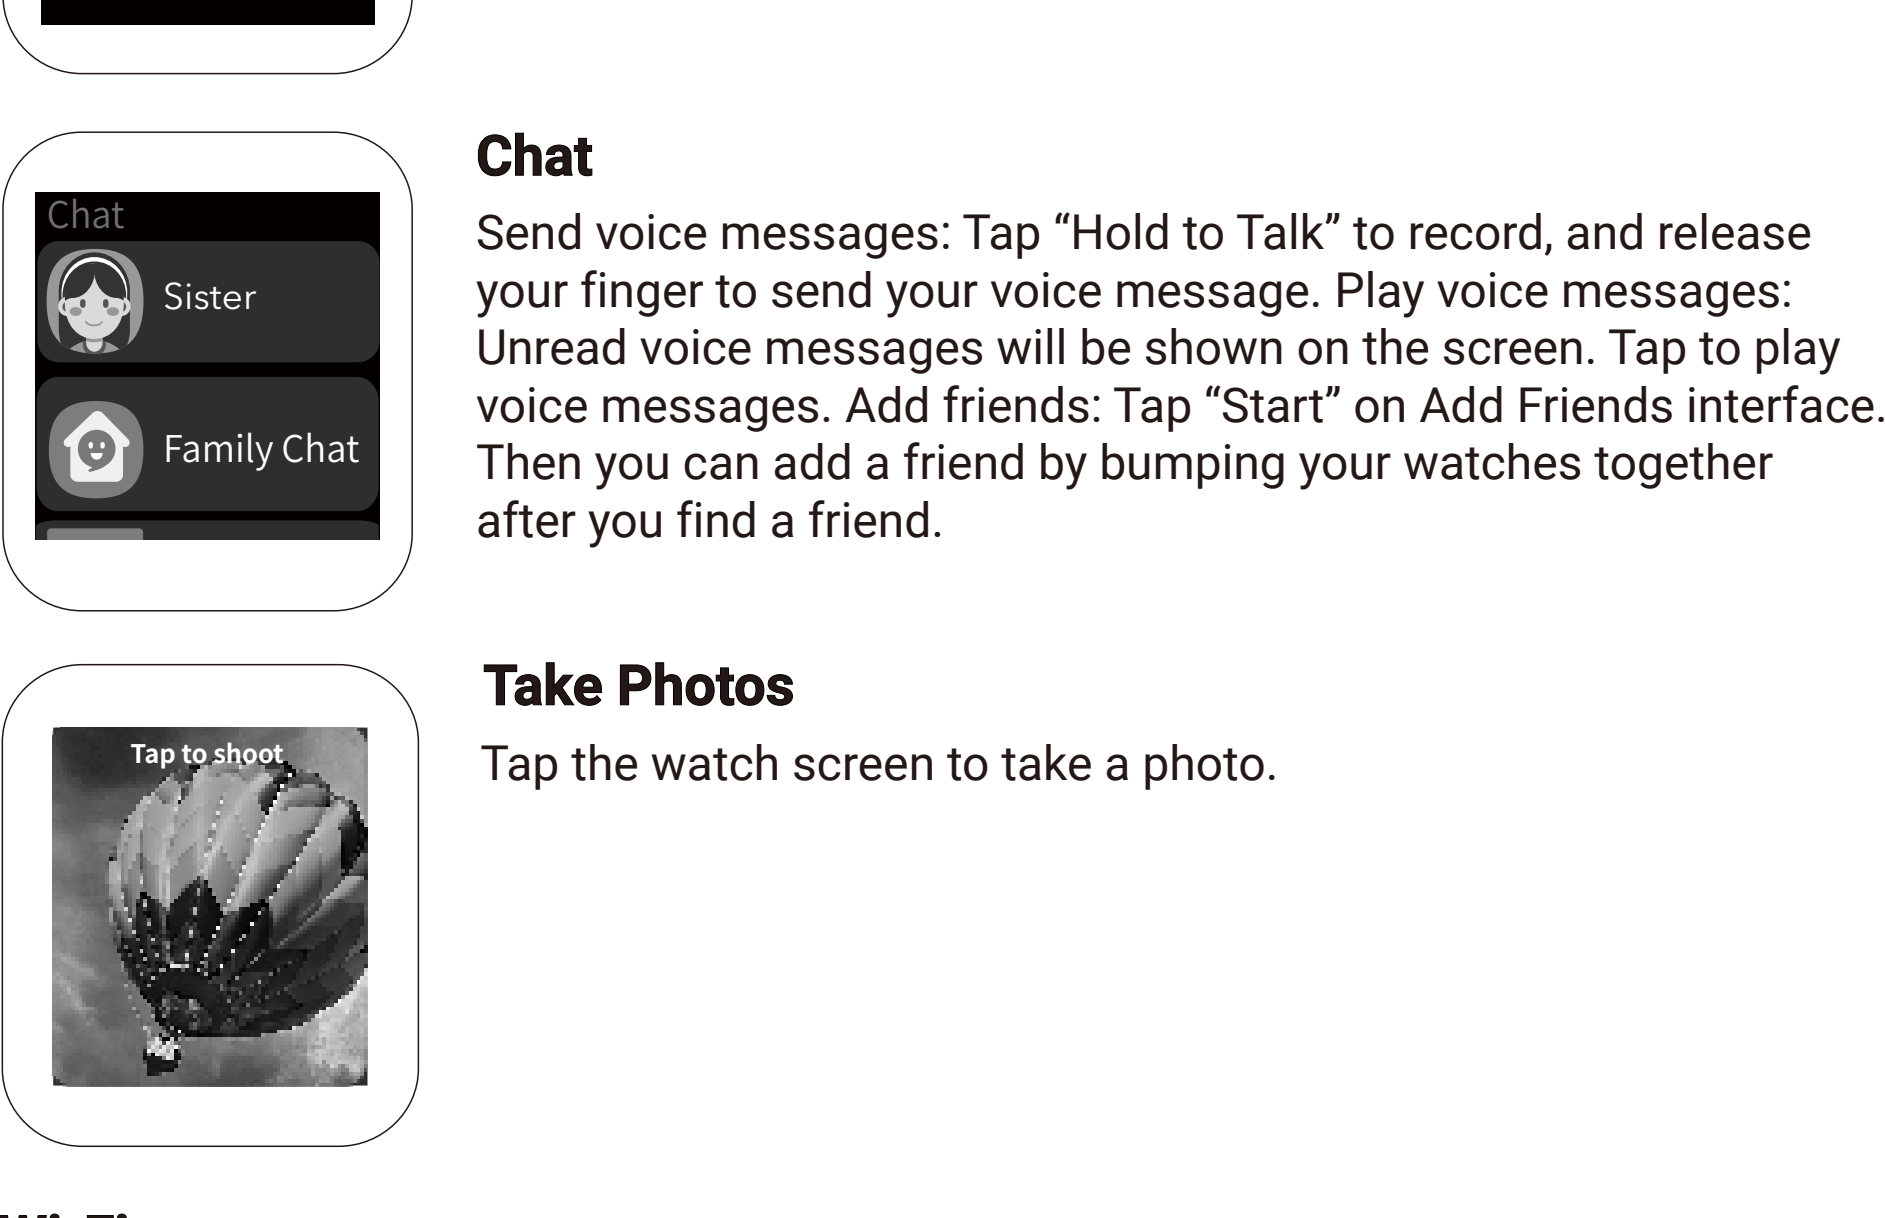 Chat
Send voice messages: Tap “Hold to Talk” to record, and release
your finger to send your voice message. Play voice messages:
Unread voice messages will be shown on the screen. Tap to play
voice messages. Add friends: Tap “Start” on Add Friends interface.
Then you can add a friend by bumping your watches together
after you find a friend.
Chat
Sister
Family Chat
Take Photos
Tap the watch screen to take a photo.
Tap to shoot